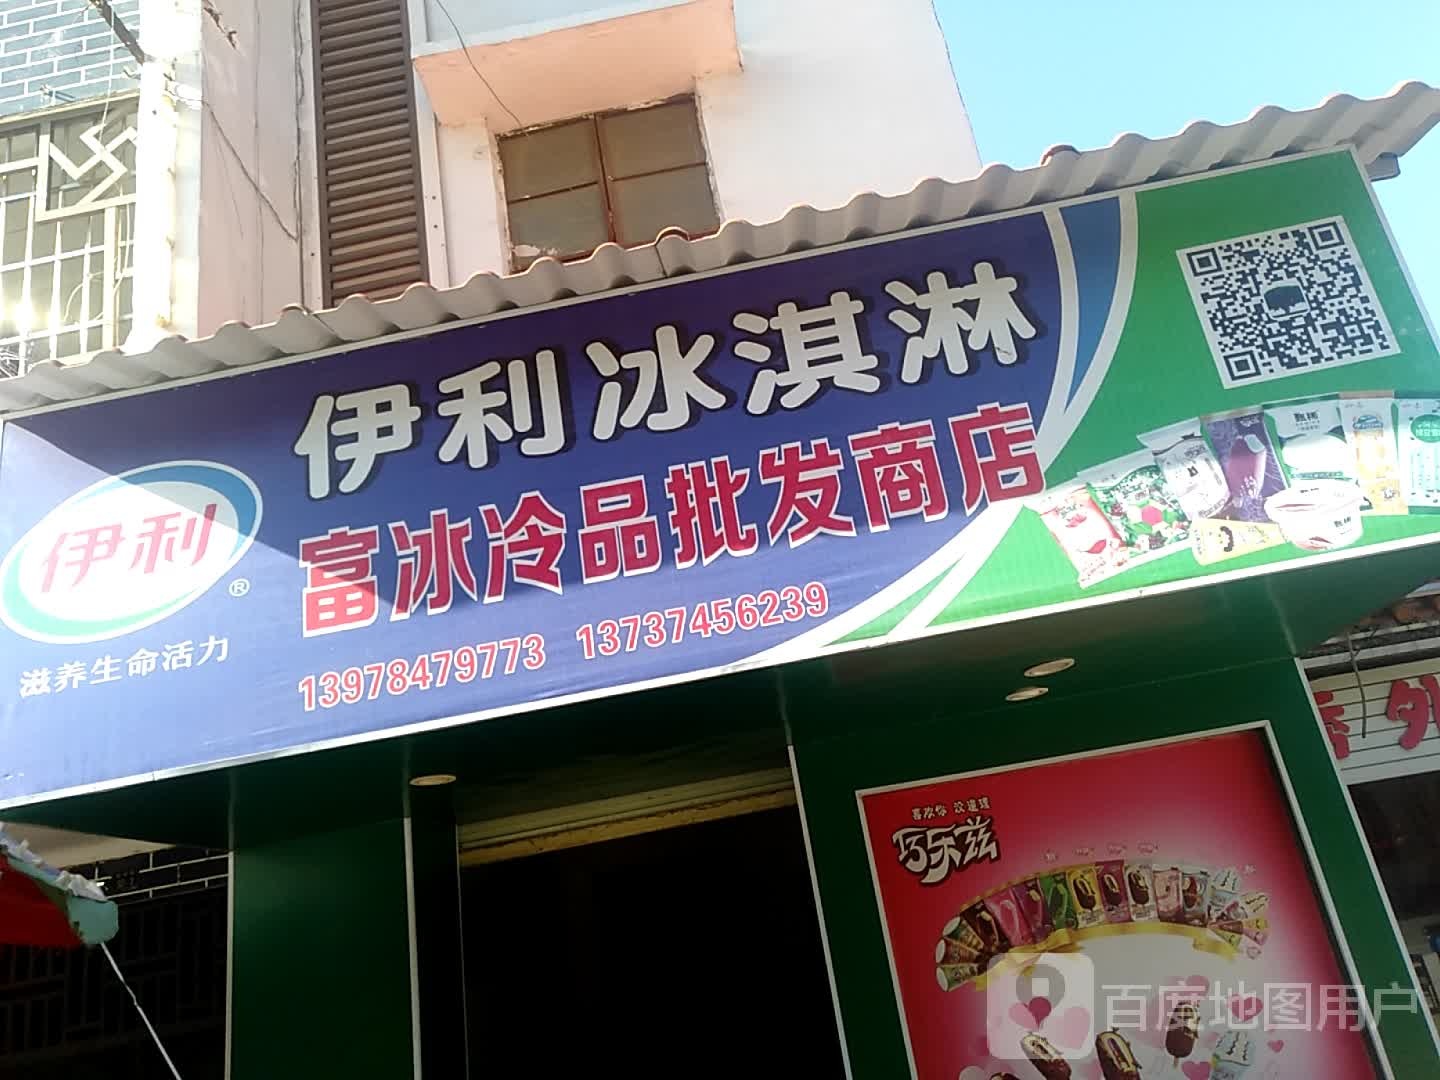 伊利冰淇淋
富冰冷品批发商店
13978479773 13737456239
伊利
®
滋养生命活力
喜欢你 没道理
巧乐兹
香外
百度地图用户